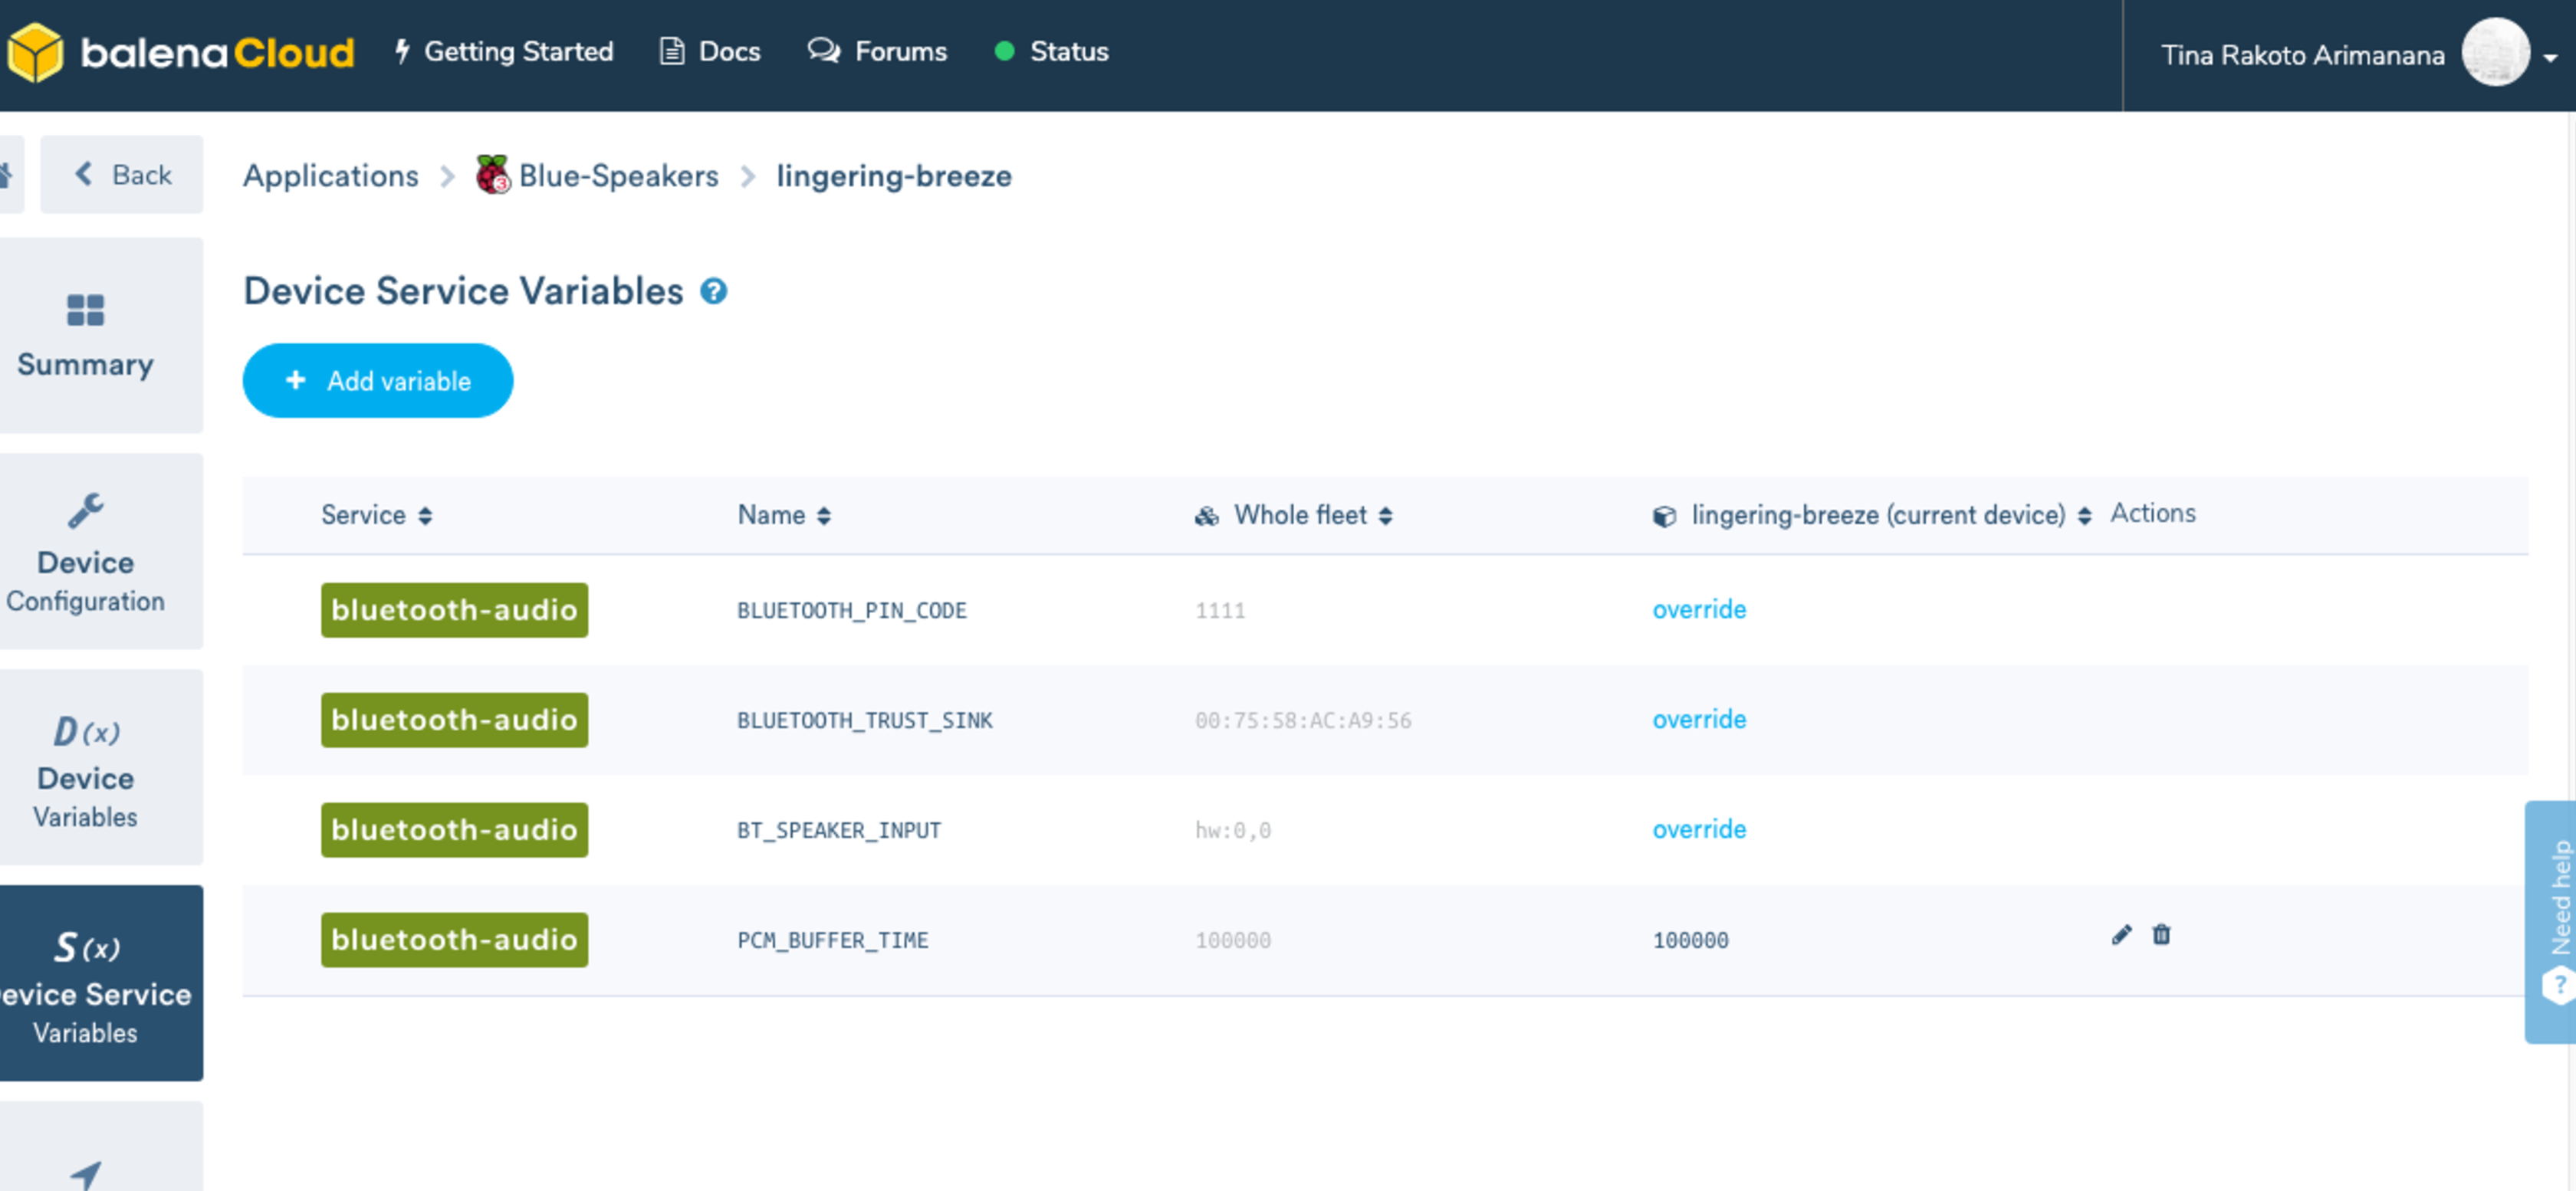 balenaCloud Getting Started Docs Forums Status Tina Rakoto Arimanana
Back Applications Blue-Speakers lingering-breeze
Device Service Variables ?
+ Add variable
Summary
Device
Configuration
D(x)
Device
Variables
S(x)
evice Service
Variables
Service Name Whole fleet lingering-breeze (current device) Actions
bluetooth-audio BLUETOOTH_PIN_CODE 1111 override
bluetooth-audio BLUETOOTH_TRUST_SINK 00:75:58:AC:A9:56 override
bluetooth-audio BT_SPEAKER_INPUT hw:0,0 override
bluetooth-audio PCM_BUFFER_TIME 100000 100000
? Need help